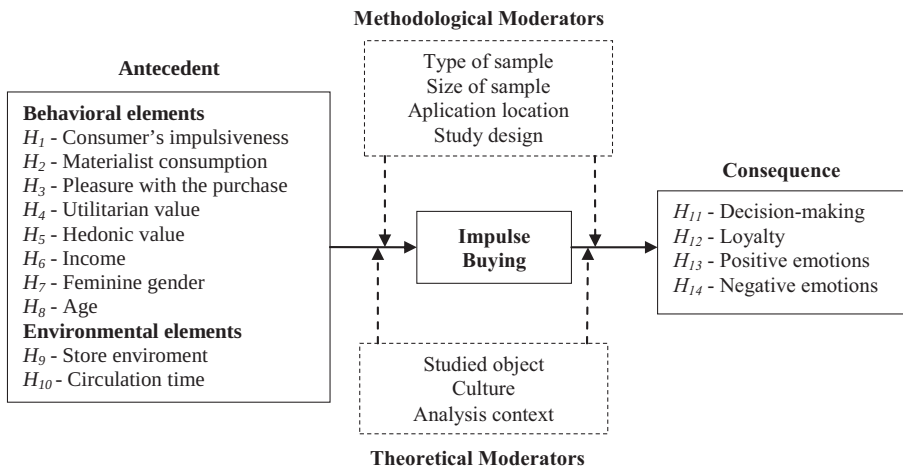 Methodological Moderators
Type of sample
Size of sample
Aplication location
Study design
Antecedent
Behavioral elements
H1 - Consumer's impulsiveness
H2 - Materialist consumption
H3 - Pleasure with the purchase
H4 - Utilitarian value
H5 - Hedonic value
H6 - Income
H7 - Feminine gender
H8 - Age
Environmental elements
H9 - Store enviroment
H10 - Circulation time
Impulse
Buying
Consequence
H11 - Decision-making
H12 - Loyalty
H13 - Positive emotions
H14 - Negative emotions
Studied object
Culture
Analysis context
Theoretical Moderators